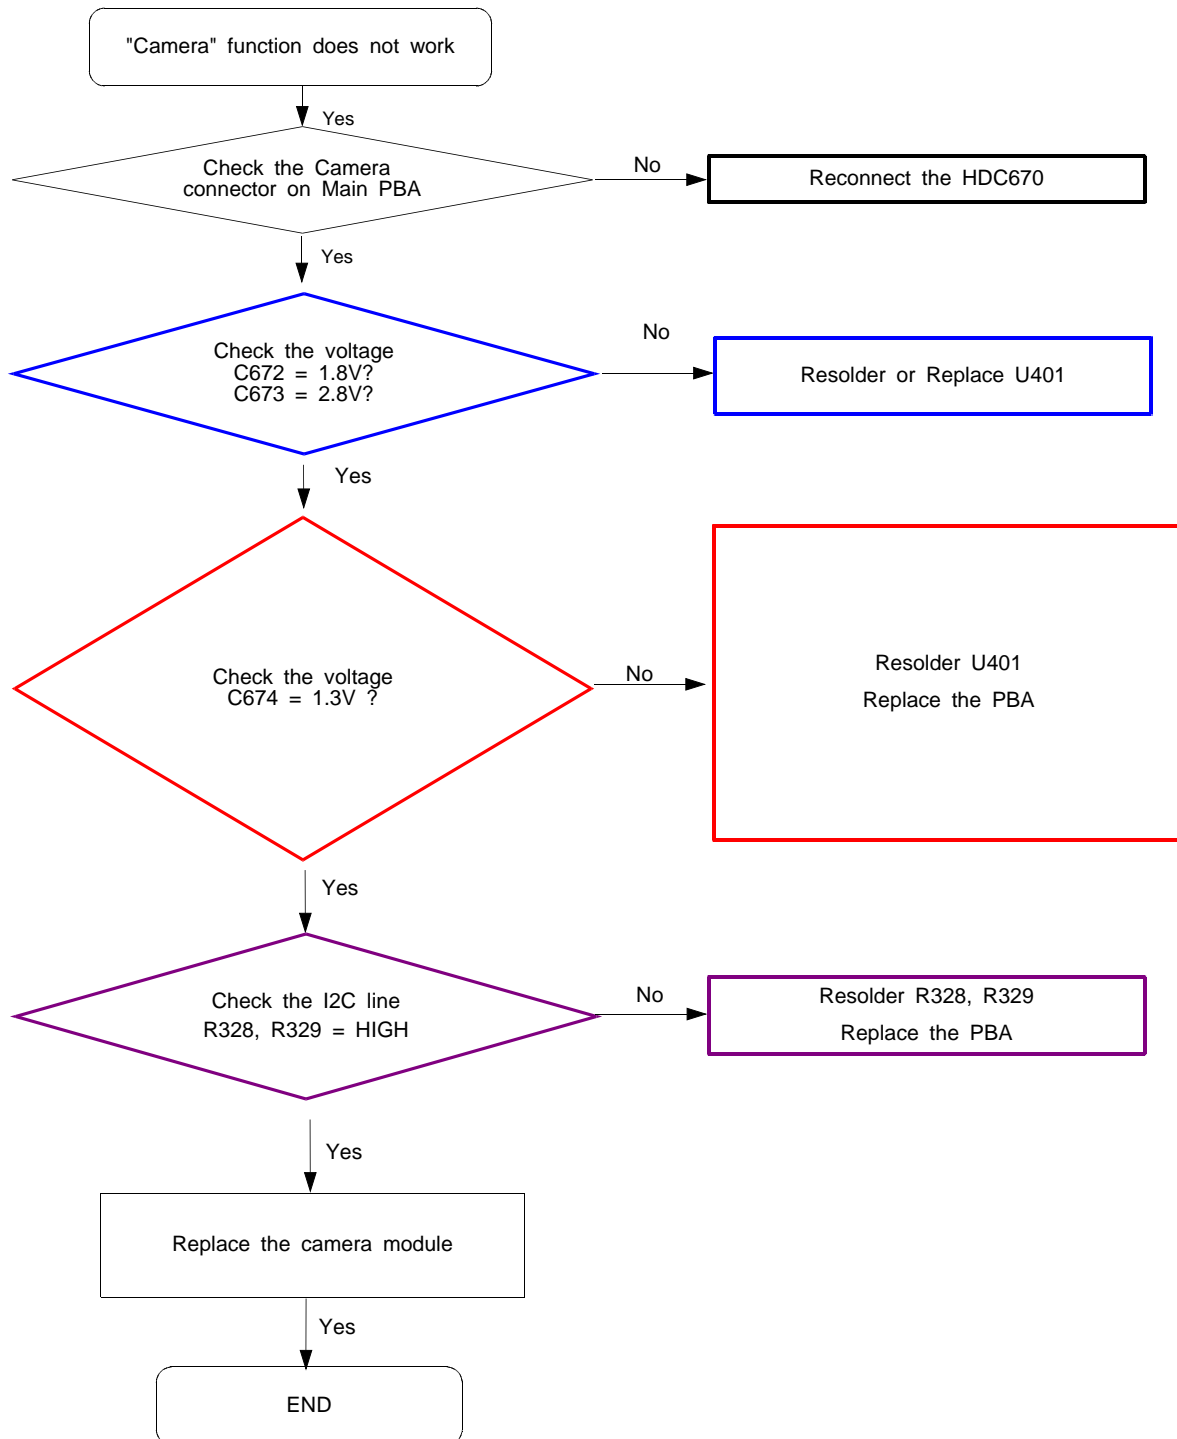 "Camera" function does not work
Yes
Check the Camera
connector on Main PBA
No
Reconnect the HDC670
Yes
Check the voltage
C672 = 1.8V?
C673 = 2.8V?
No
Resolder or Replace U401
Yes
Check the voltage
C674 = 1.3V ?
No
Resolder U401
Replace the PBA
Yes
Check the I2C line
R328, R329 = HIGH
No
Resolder R328, R329
Replace the PBA
Yes
Replace the camera module
Yes
END